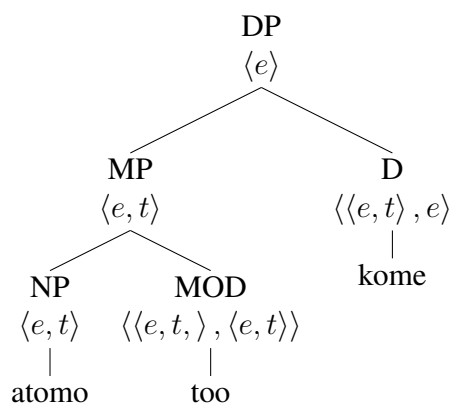 DP
⟨e⟩
MP D
⟨e, t⟩ ⟨⟨e, t⟩ , e⟩
kome
NP MOD
⟨e, t⟩ ⟨⟨e, t, ⟩ , ⟨e, t⟩⟩
atomo too